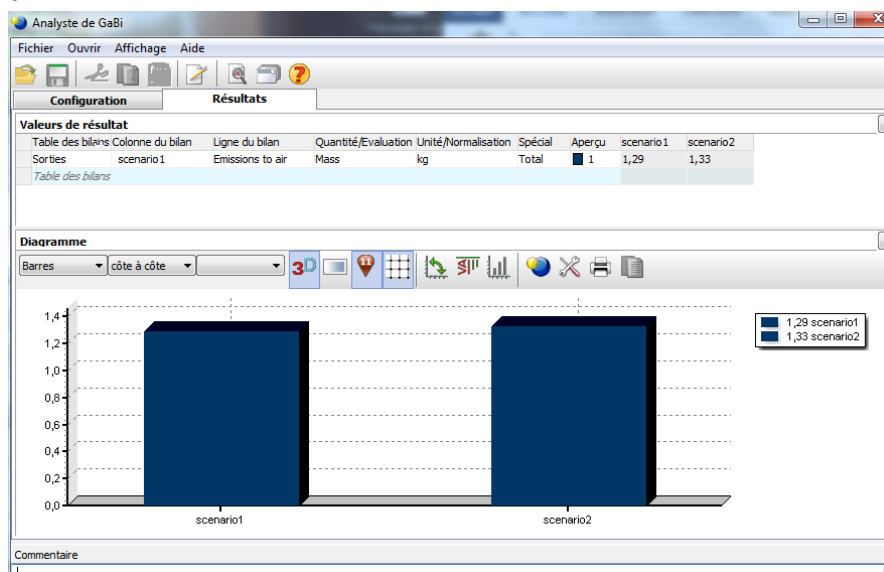 Analyste de GaBi
Fichier Ouvrir Affichage Aide
Configuration Résultats
Valeurs de résultat
Table des bilans Colonne du bilan Ligne du bilan Quantité/Evaluation Unité/Normalisation Spécial Aperçu scenario1 scenario2
Sorties scenario1 Emissions to air Mass kg Total 1 1,29 1,33
Table des bilans
Diagramme
Barres côte à côte 3D 11
1,4
1,2
1,0
0,8
0,6
0,4
0,2
0,0
scenario1 scenario2
1,29 scenario1
1,33 scenario2
Commentaire